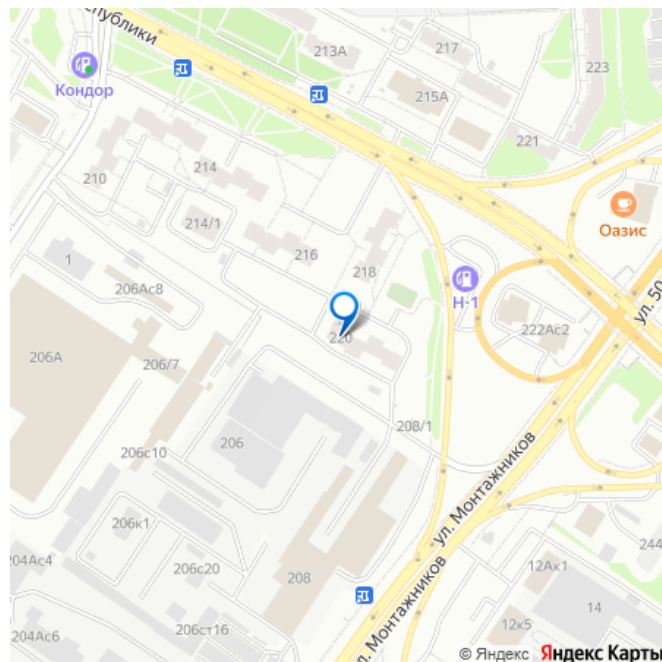 спублики
Кондор
213А
217
223
215А
221
214
210
214/1
Оазис
216
1
218
Н-1
206Ас8
ул. 50
220
222Ас2
206А
206/7
208/1
206
206с10
ул. Монтажников
206к1
204Ас4
206с20
208
12Ак1
244
14
ул. Монтажников
12к5
206ст16
204Ас6
© Яндекс Яндекс Карты